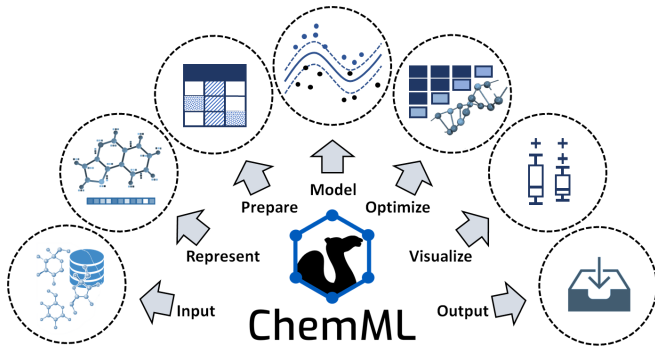 Model
Prepare
Optimize
Represent
Visualize
Input
Output
ChemML